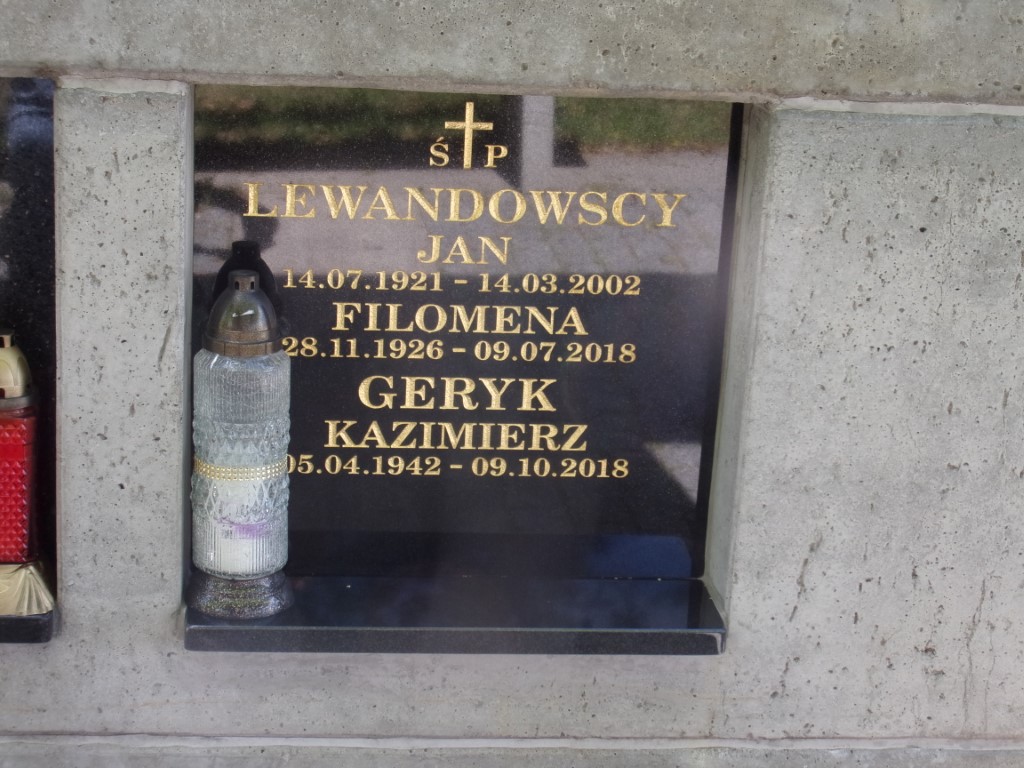 Ś P
LEWANDOWSCY
JAN
14.07.1921 - 14.03.2002
FILOMENA
28.11.1926 - 09.07.2018
GERYK
KAZIMIERZ
05.04.1942 - 09.10.2018